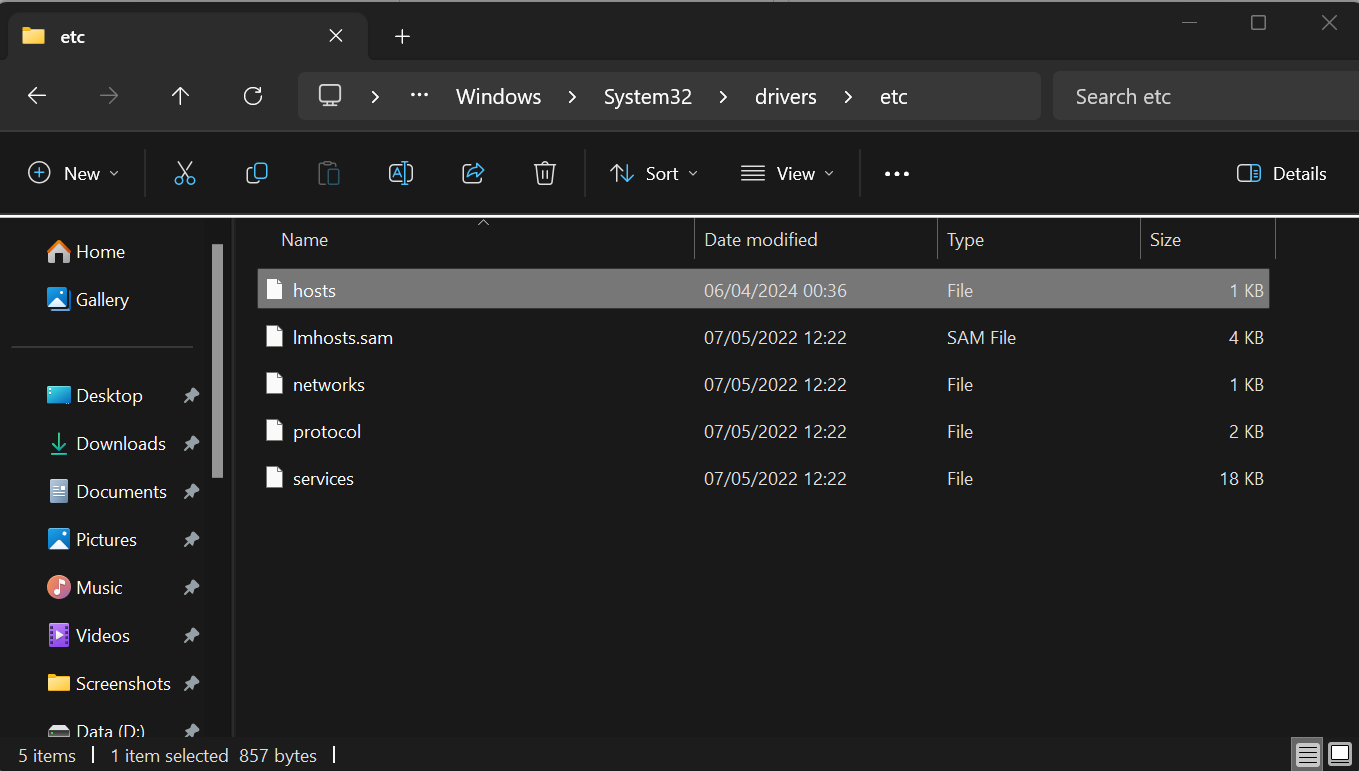 etc
Windows System32 drivers etc Search etc
New Sort View Details
Name Date modified Type Size
Home
Gallery
Desktop
Downloads
Documents
Pictures
Music
Videos
Screenshots
Data (D:)
hosts 06/04/2024 00:36 File 1 KB
lmhosts.sam 07/05/2022 12:22 SAM File 4 KB
networks 07/05/2022 12:22 File 1 KB
protocol 07/05/2022 12:22 File 2 KB
services 07/05/2022 12:22 File 18 KB
5 items 1 item selected 857 bytes